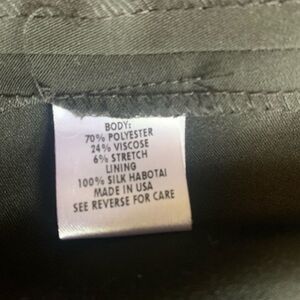 BODY:
70% POLYESTER
24% VISCOSE
6% STRETCH
LINING
100% SILK HABOTAI
MADE IN USA
SEE REVERSE FOR CARE